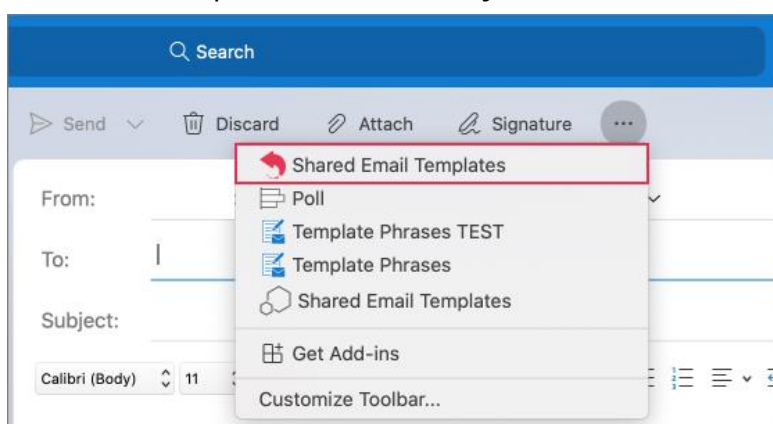 Search
Send Discard Attach Signature ...
Shared Email Templates
From:
Poll
Template Phrases TEST
To:
Template Phrases
Shared Email Templates
Subject:
Get Add-ins
Calibri (Body) 11
Customize Toolbar...